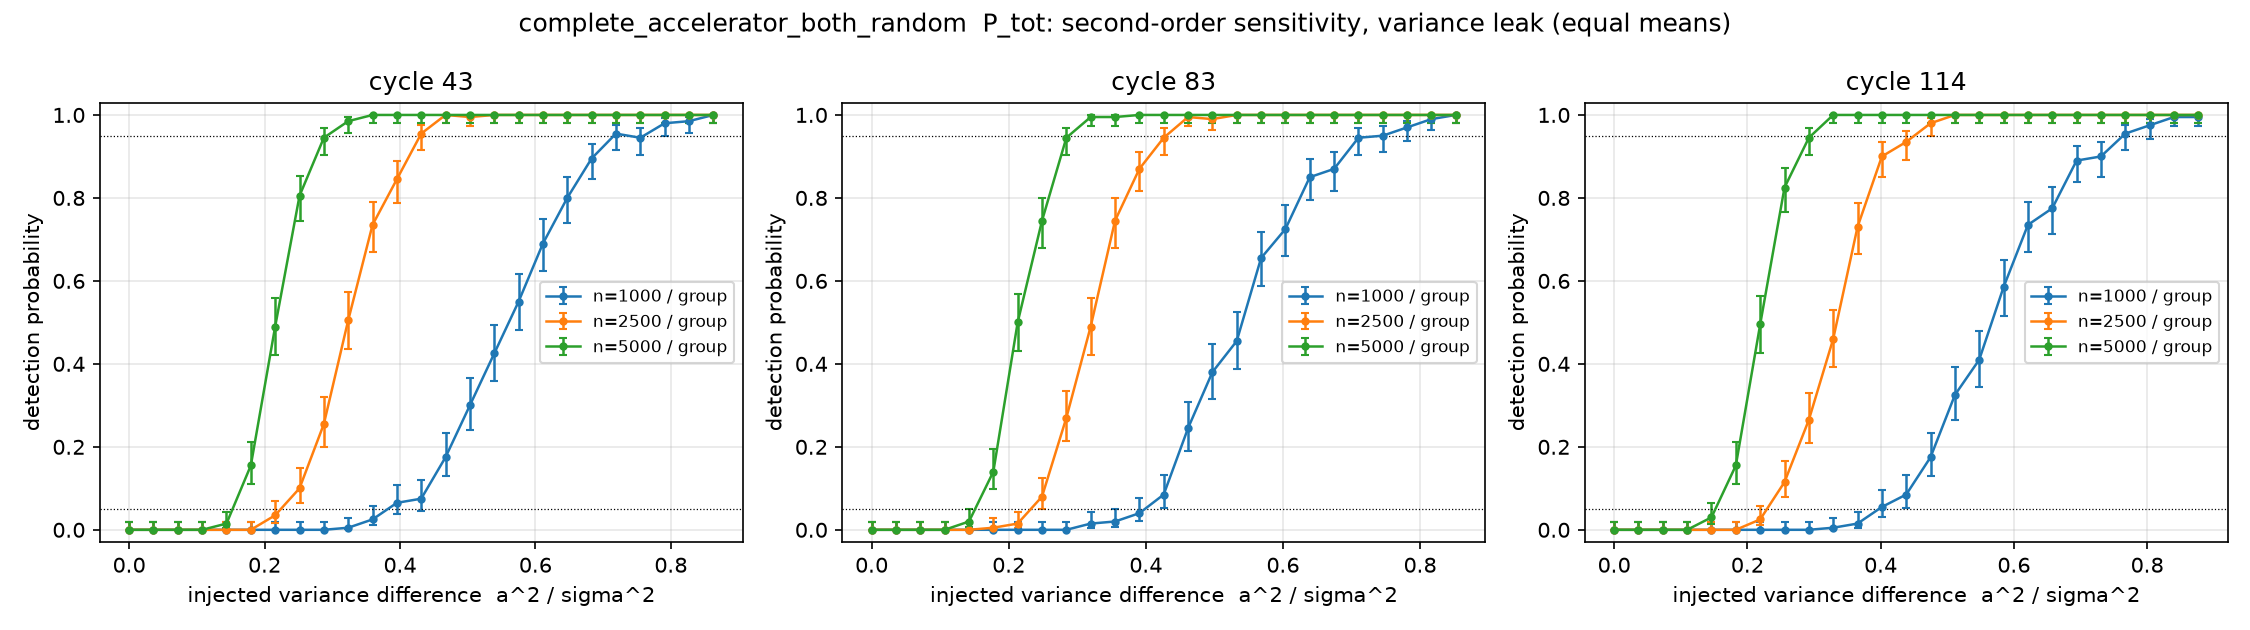 complete_accelerator_both_random  P_tot: second-order sensitivity, variance leak (equal means)
cycle 43
detection probability
1.0
0.8
0.6
0.4
0.2
0.0
n=1000 / group
n=2500 / group
n=5000 / group
0.0 0.2 0.4 0.6 0.8
injected variance difference  a^2 / sigma^2
cycle 83
detection probability
1.0
0.8
0.6
0.4
0.2
0.0
n=1000 / group
n=2500 / group
n=5000 / group
0.0 0.2 0.4 0.6 0.8
injected variance difference  a^2 / sigma^2
cycle 114
detection probability
1.0
0.8
0.6
0.4
0.2
0.0
n=1000 / group
n=2500 / group
n=5000 / group
0.0 0.2 0.4 0.6 0.8
injected variance difference  a^2 / sigma^2